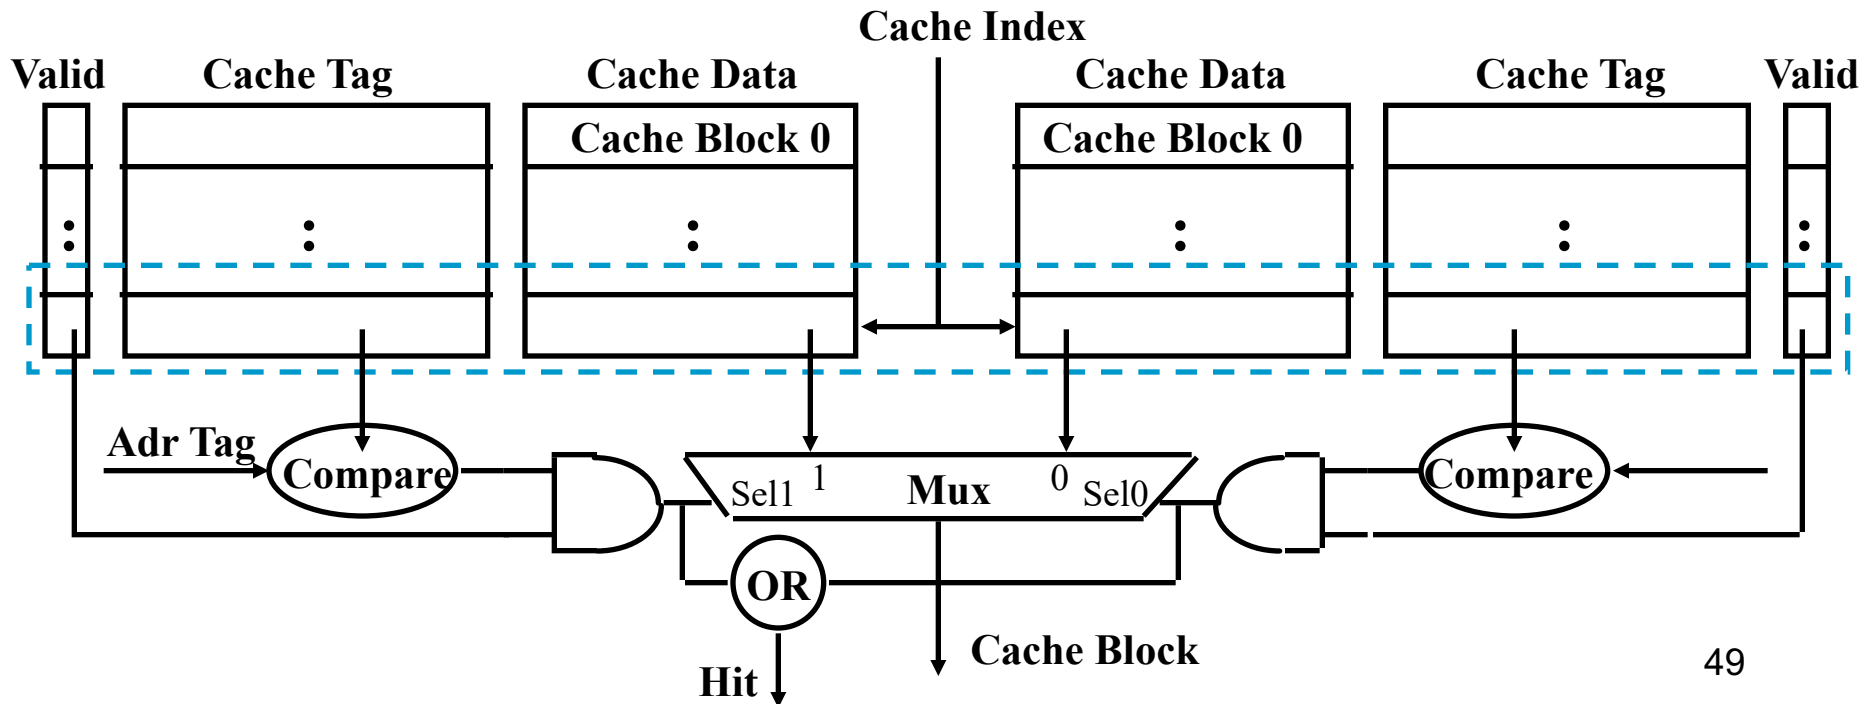 Cache Index
Valid Cache Tag Cache Data Cache Data Cache Tag Valid
Cache Block 0 Cache Block 0
Adr Tag
Compare Sel1 1 Mux 0 Sel0 Compare
OR
Cache Block
Hit
49